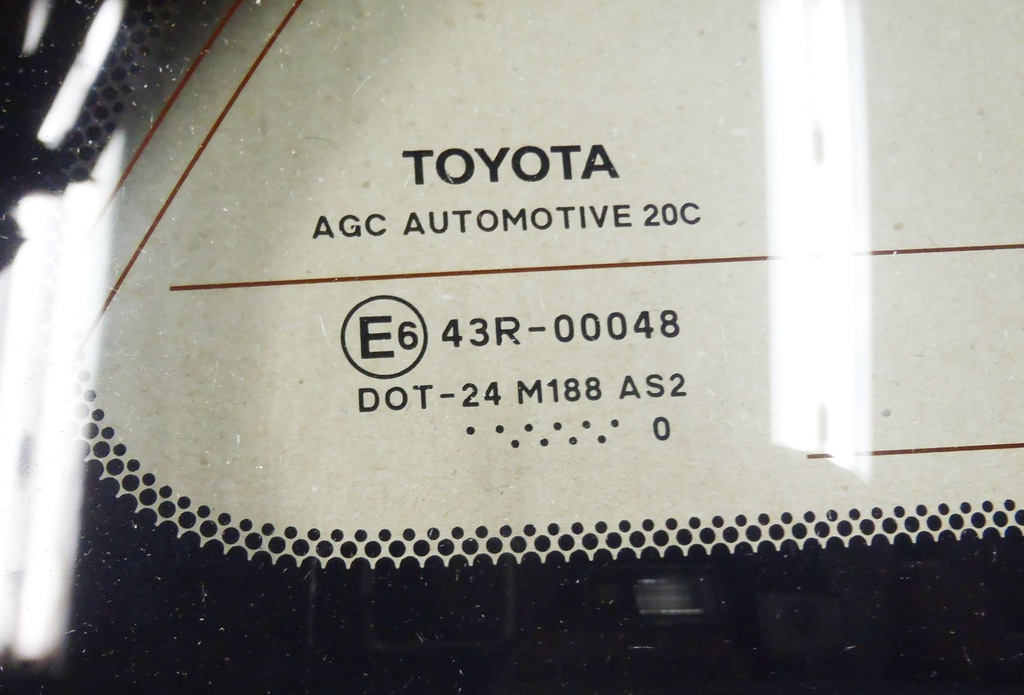 TOYOTA
AGC AUTOMOTIVE 20C
E6 43R-00048
DOT-24 M188 AS2
0